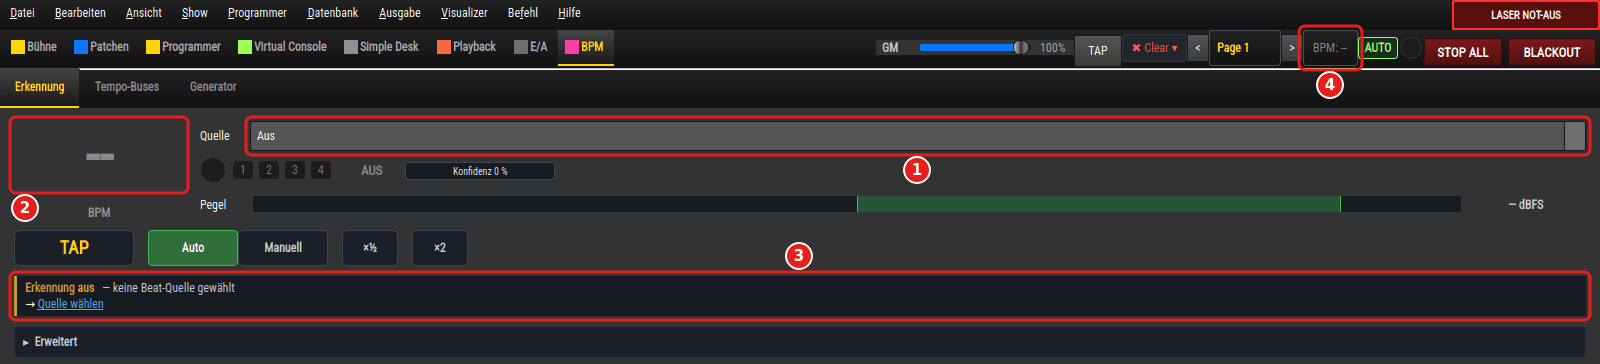 Datei Bearbeiten Ansicht Show Programmer Datenbank Ausgabe Visualizer Befehl Hilfe
LASER NOT-AUS
Bühne Patchen Programmer Virtual Console Simple Desk Playback E/A BPM GM 100% TAP ✖ Clear ▾ < Page 1 > BPM: – AUTO STOP ALL BLACKOUT
4
Erkennung Tempo-Buses Generator
Quelle Aus
––
1 2 3 4 AUS Konfidenz 0 %
1
2
BPM
Pegel – dBFS
TAP Auto Manuell ×½ ×2
3
Erkennung aus – keine Beat-Quelle gewählt
→ Quelle wählen
▸ Erweitert